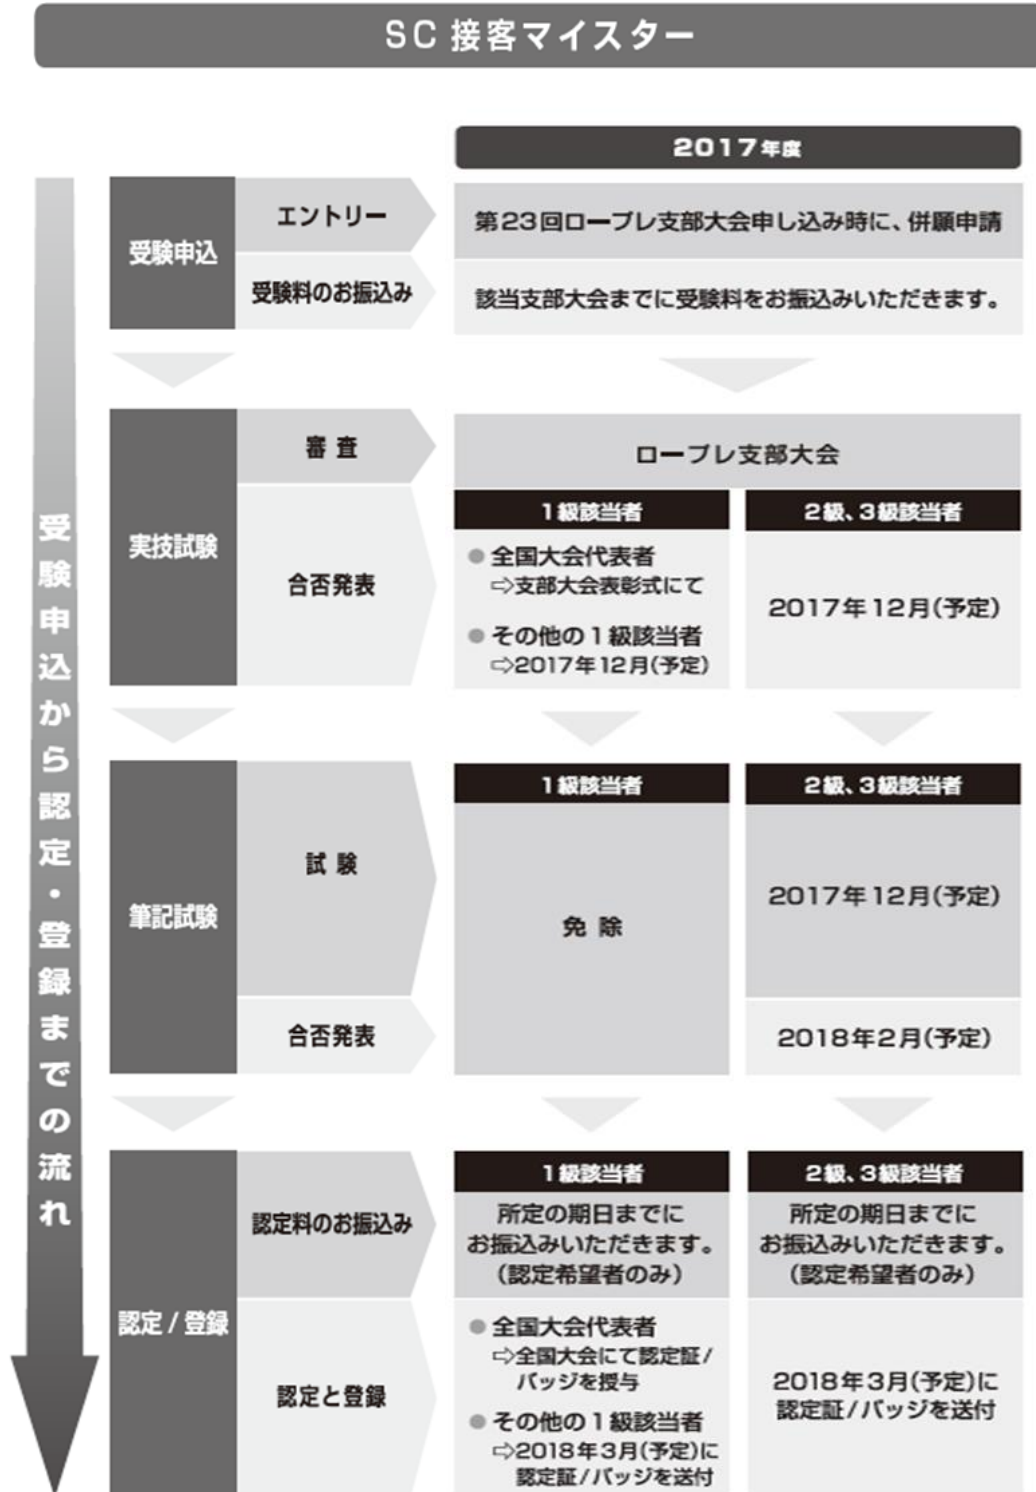 SC 接客マイスター
2017年度
受験申込から認定・登録までの流れ
受験申込
エントリー
第23回ロープレ支部大会申し込み時に、併願申請
受験料のお振込み
該当支部大会までに受験料をお振込みいただきます。
実技試験
審 査
ロープレ支部大会
合否発表
1級該当者
● 全国大会代表者
⇨支部大会表彰式にて
● その他の1級該当者
⇨2017年12月(予定)
2級、3級該当者
2017年12月(予定)
筆記試験
試 験
合否発表
1級該当者
免 除
2級、3級該当者
2017年12月(予定)
2018年2月(予定)
認定 / 登録
認定料のお振込み
1級該当者
所定の期日までに
お振込みいただきます。
(認定希望者のみ)
2級、3級該当者
所定の期日までに
お振込みいただきます。
(認定希望者のみ)
認定と登録
● 全国大会代表者
⇨全国大会にて認定証/
バッジを授与
● その他の1級該当者
⇨2018年3月(予定)に
認定証/バッジを送付
2018年3月(予定)に
認定証/バッジを送付